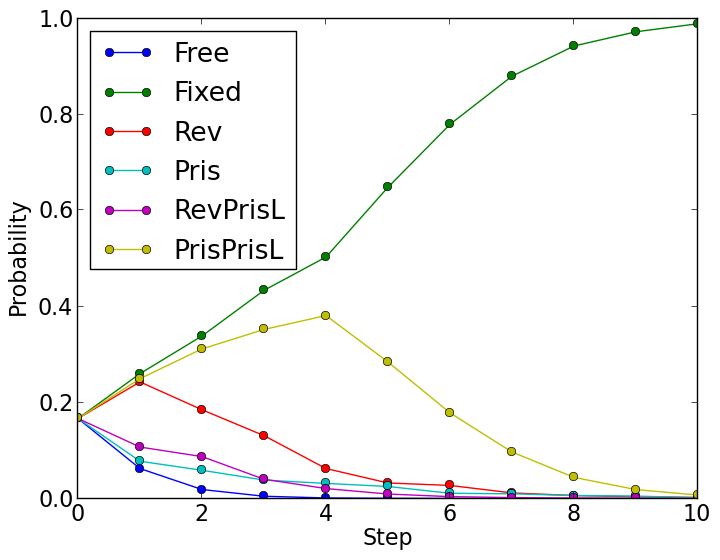 1.0
0.8
0.6
0.4
0.2
0.0
Probability
Free
Fixed
Rev
Pris
RevPrisL
PrisPrisL
0 2 4 6 8 10
Step